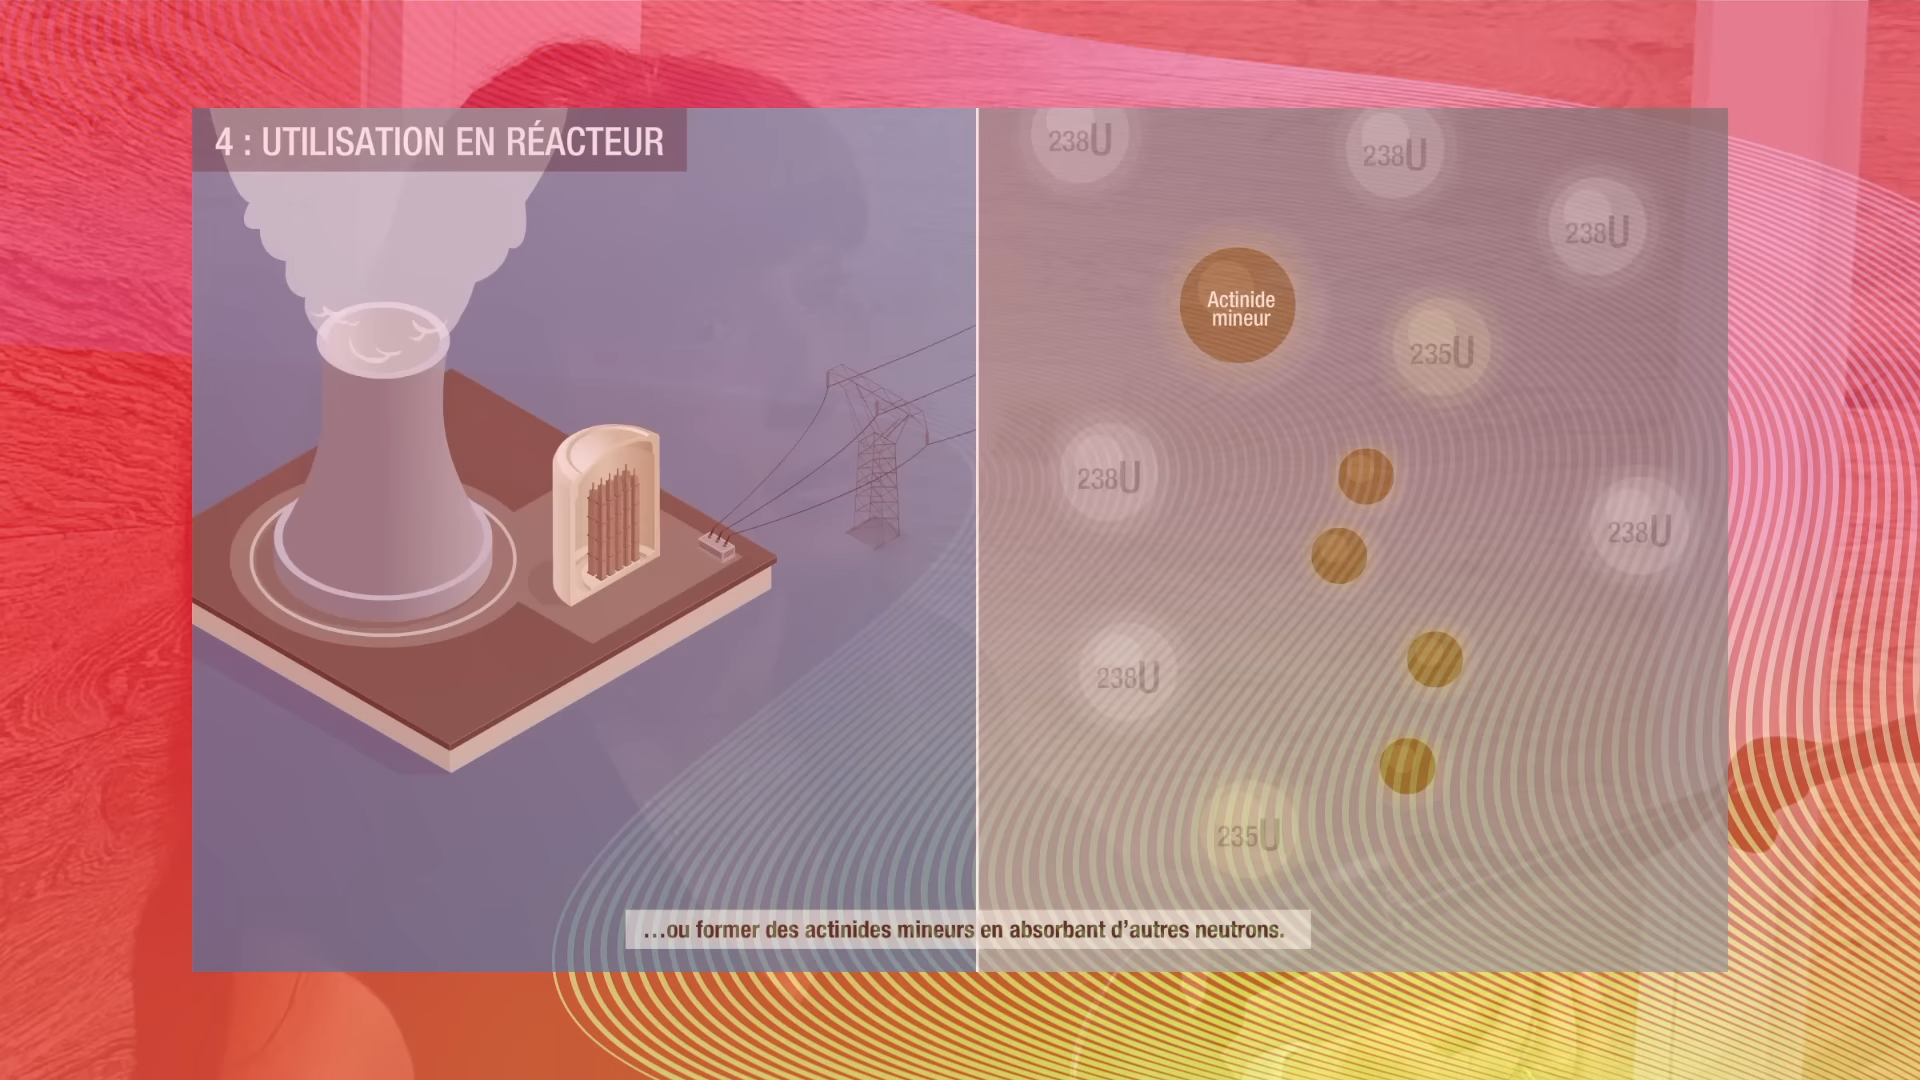 4 : UTILISATION EN RÉACTEUR
238U
238U
238U
Actinide
mineur
235U
238U
238U
238U
235U
…ou former des actinides mineurs en absorbant d’autres neutrons.